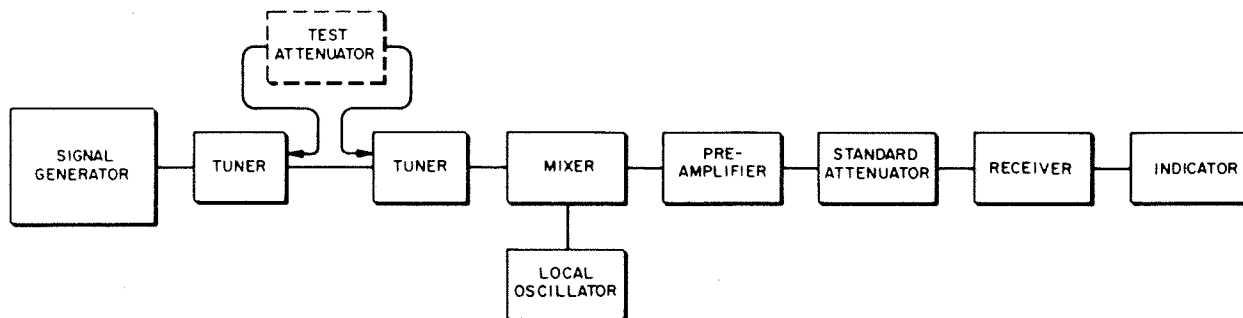 TEST
ATTENUATOR
SIGNAL
GENERATOR
TUNER
TUNER
MIXER
PRE-
AMPLIFIER
STANDARD
ATTENUATOR
RECEIVER
INDICATOR
LOCAL
OSCILLATOR